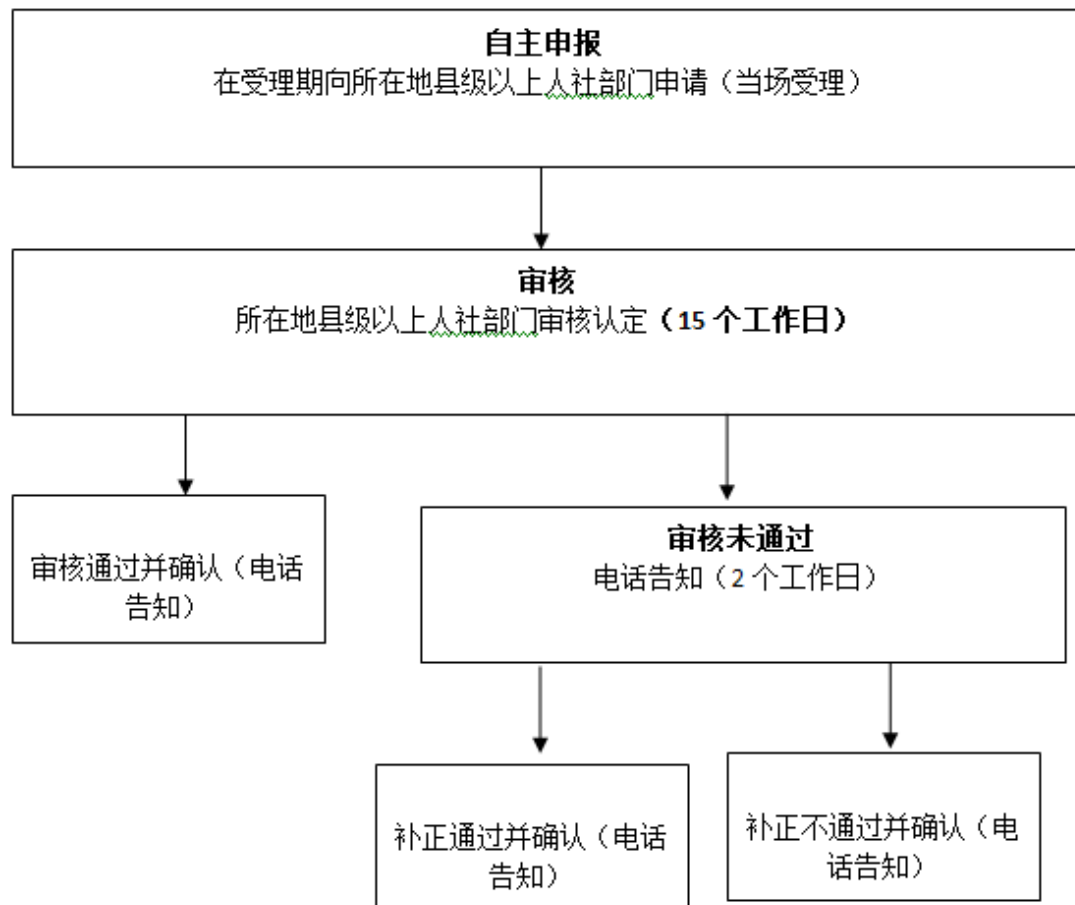 自主申报
在受理期向所在地县级以上人社部门申请（当场受理）
审核
所在地县级以上人社部门审核认定（15 个工作日）
审核通过并确认（电话
告知）
审核未通过
电话告知（2 个工作日）
补正通过并确认（电话
告知）
补正不通过并确认（电
话告知）